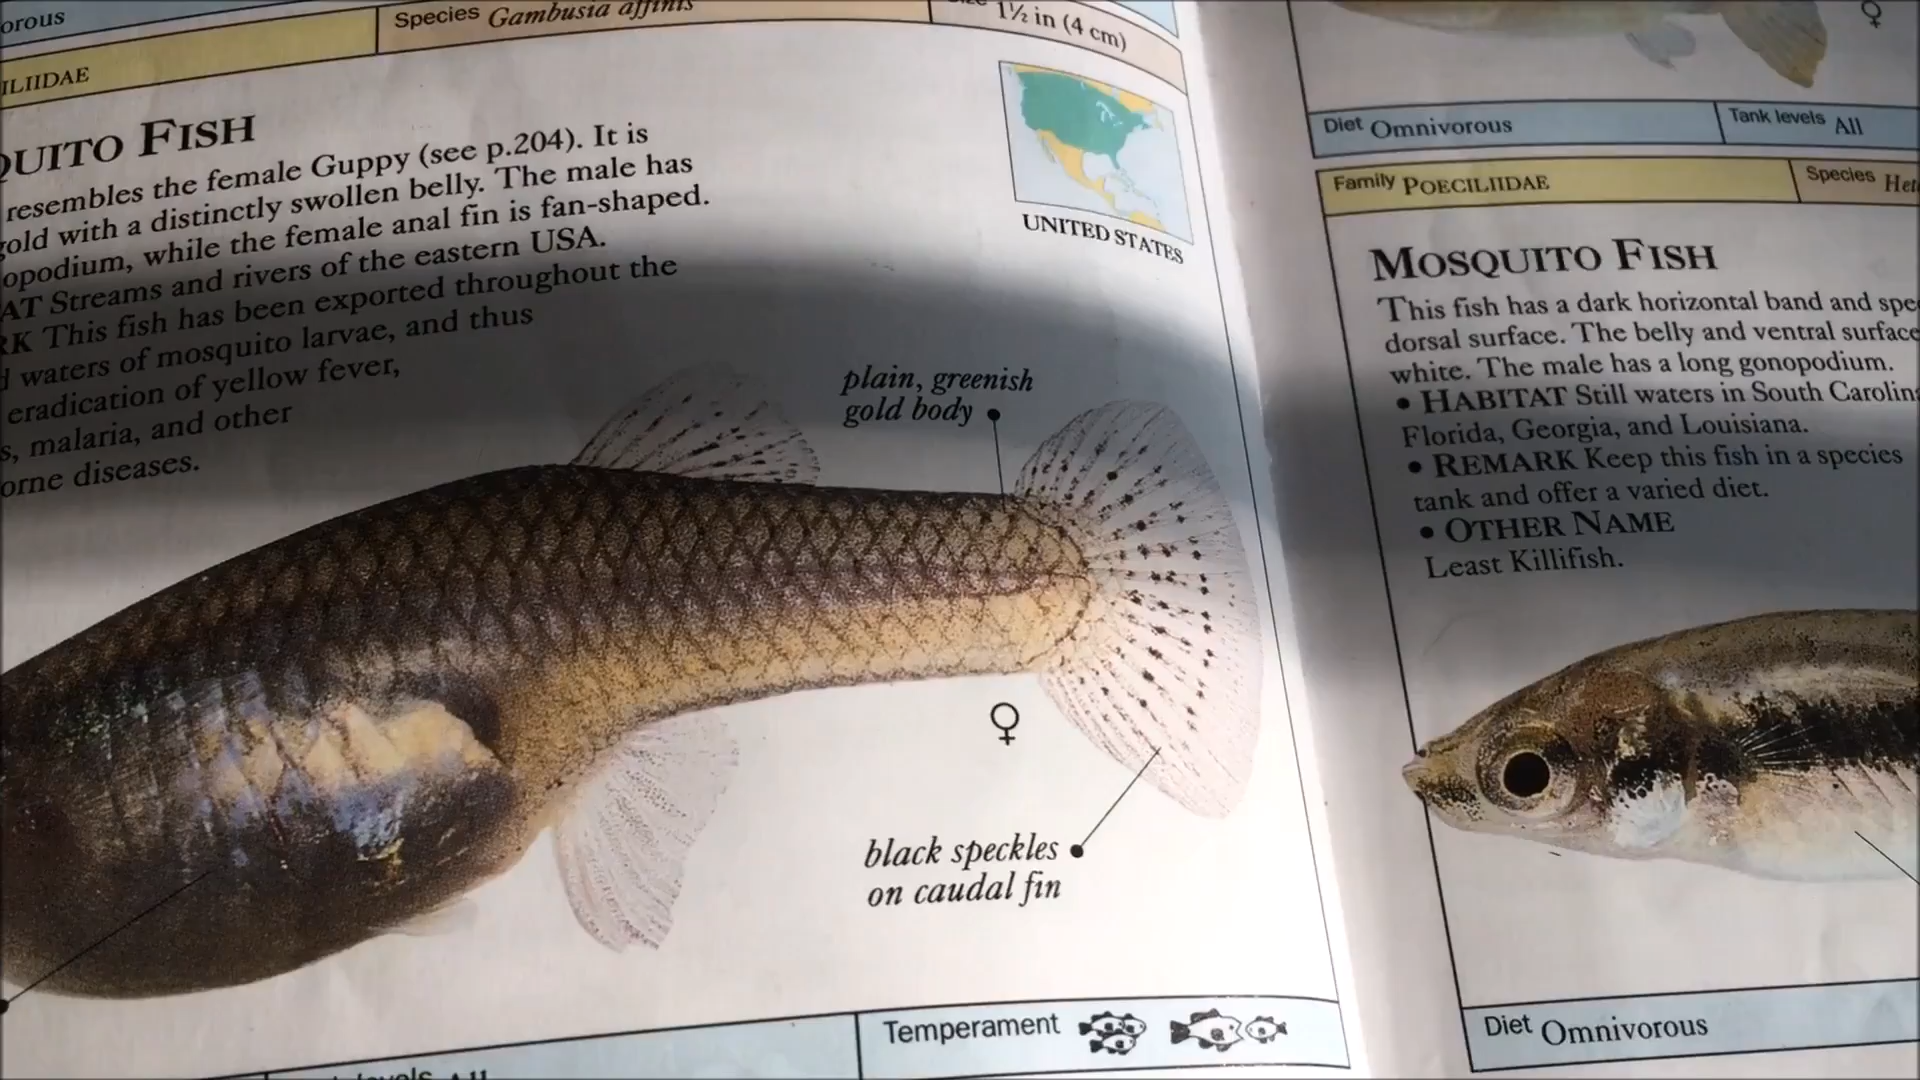 orous
Species Gambusia affinis
1½ in (4 cm)
ILIIDAE
QUITO FISH
resembles the female Guppy (see p.204). It is
gold with a distinctly swollen belly. The male has
opodium, while the female anal fin is fan-shaped.
AT Streams and rivers of the eastern USA.
RK This fish has been exported throughout the
d waters of mosquito larvae, and thus
eradication of yellow fever,
s, malaria, and other
orne diseases.
UNITED STATES
plain, greenish
gold body
♀
black speckles
on caudal fin
Temperament
♀
Diet Omnivorous
Tank levels All
Family POECILIIDAE
Species Hete
MOSQUITO FISH
This fish has a dark horizontal band and spe
dorsal surface. The belly and ventral surface
white. The male has a long gonopodium.
• HABITAT Still waters in South Carolina
Florida, Georgia, and Louisiana.
• REMARK Keep this fish in a species
tank and offer a varied diet.
• OTHER NAME
Least Killifish.
Diet Omnivorous